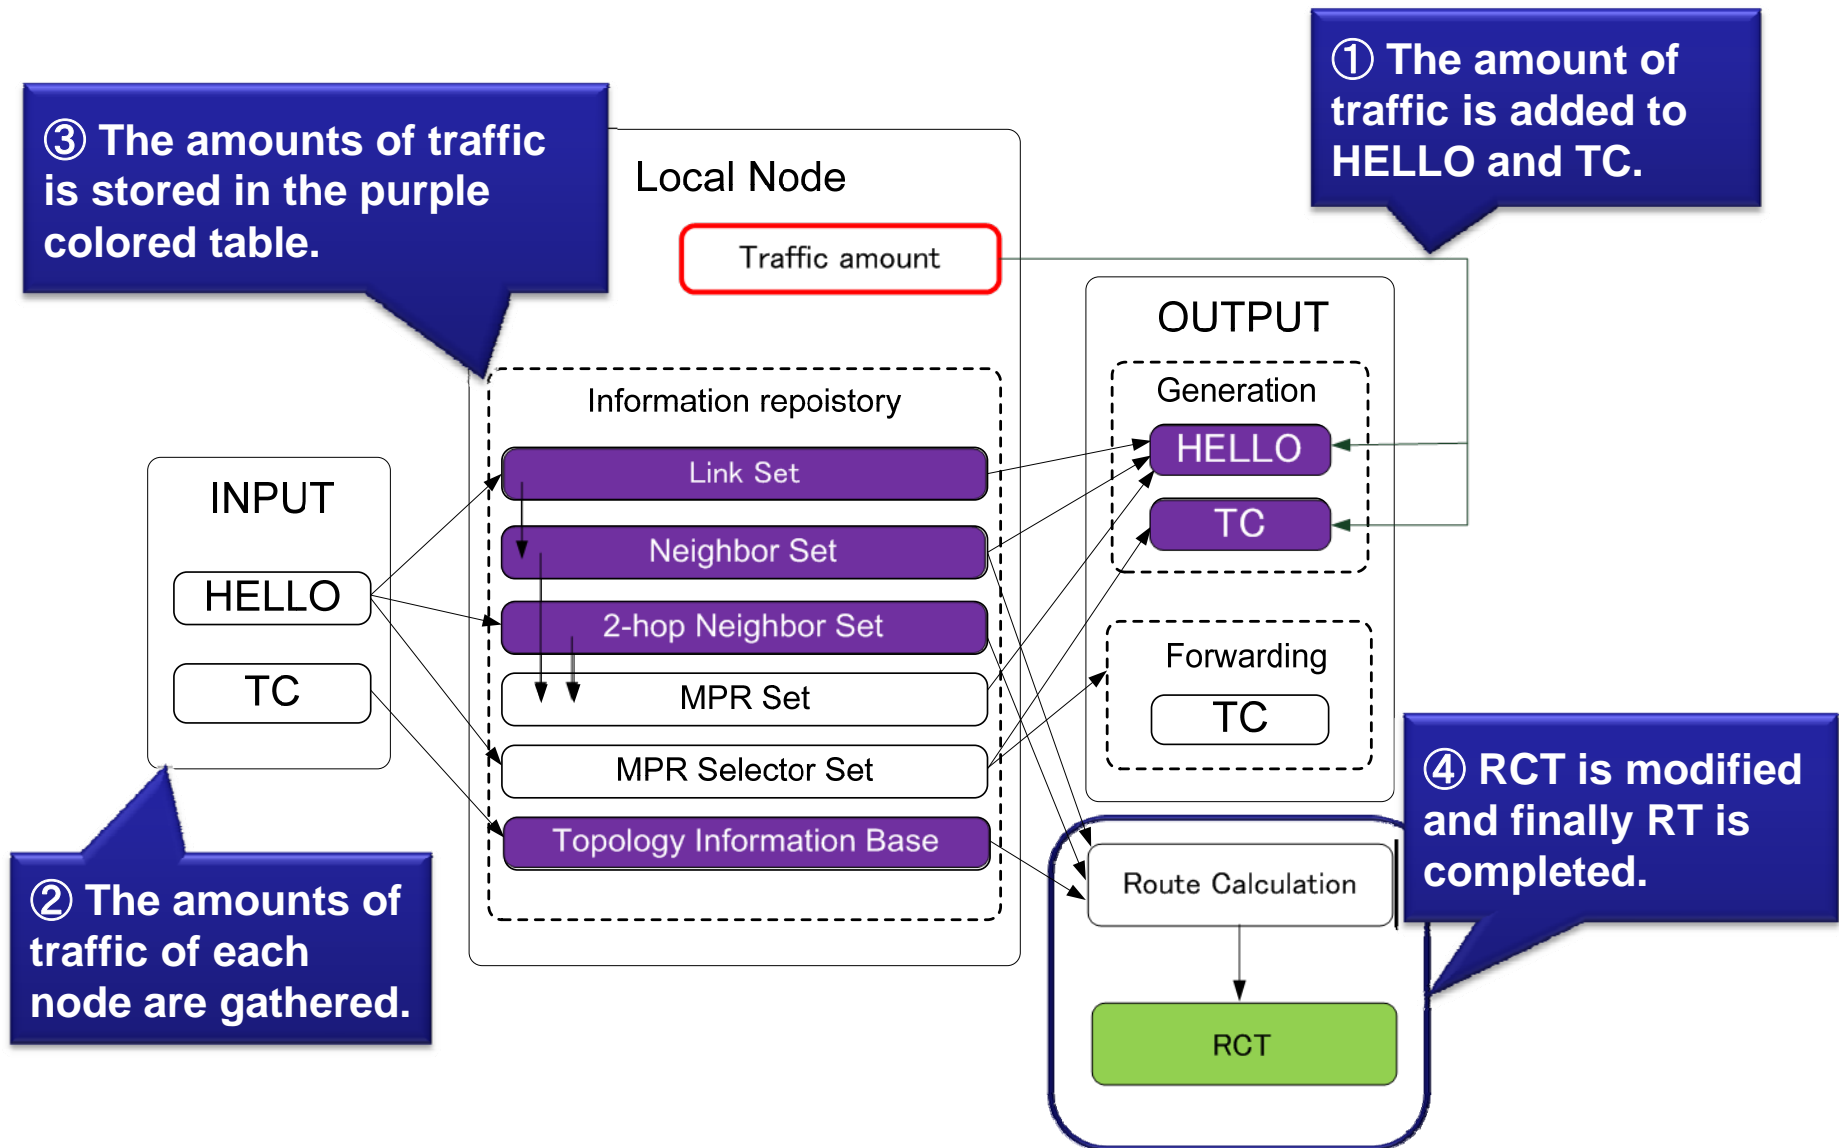 ① The amount of
traffic is added to
HELLO and TC.
③ The amounts of traffic
is stored in the purple
colored table.
Local Node
Traffic amount
OUTPUT
Generation
HELLO
TC
Forwarding
TC
Information repoistory
Link Set
Neighbor Set
2-hop Neighbor Set
MPR Set
MPR Selector Set
Topology Information Base
INPUT
HELLO
TC
② The amounts of
traffic of each
node are gathered.
④ RCT is modified
and finally RT is
completed.
Route Calculation
RCT